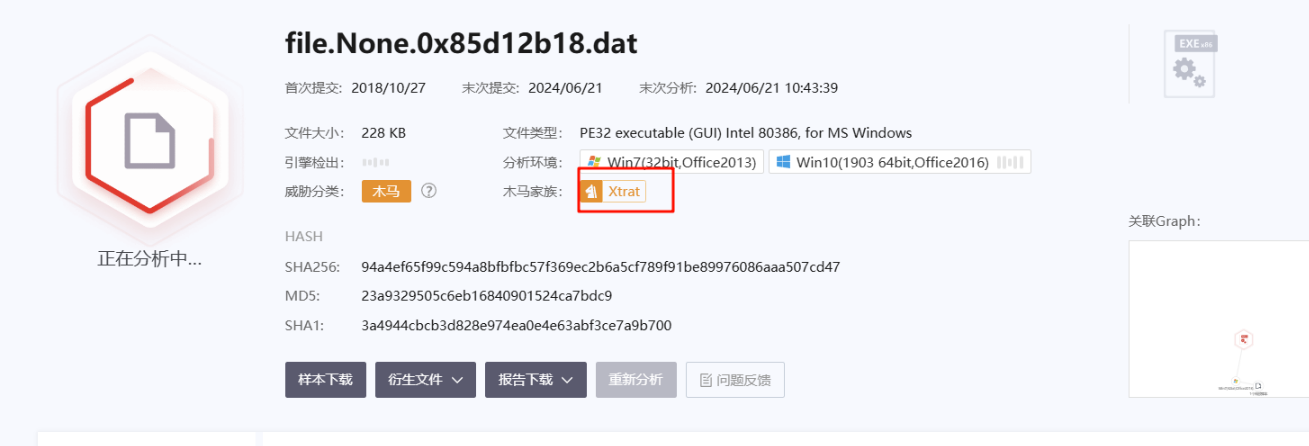 file.None.0x85d12b18.dat
EXE x86
首次提交: 2018/10/27 末次提交: 2024/06/21 末次分析: 2024/06/21 10:43:39
文件大小: 228 KB 文件类型: PE32 executable (GUI) Intel 80386, for MS Windows
引擎检出: 分析环境: Win7(32bit,Office2013) Win10(1903 64bit,Office2016)
威胁分类: 木马 ? 木马家族: Xtrat
关联Graph:
HASH
正在分析中...
SHA256: 94a4ef65f99c594a8bfbfbc57f369ec2b6a5cf789f91be89976086aaa507cd47
MD5: 23a9329505c6eb16840901524ca7bdc9
SHA1: 3a4944cbcb3d828e974ea0e4e63abf3ce7a9b700
样本下载 衍生文件 报告下载 重新分析 问题反馈